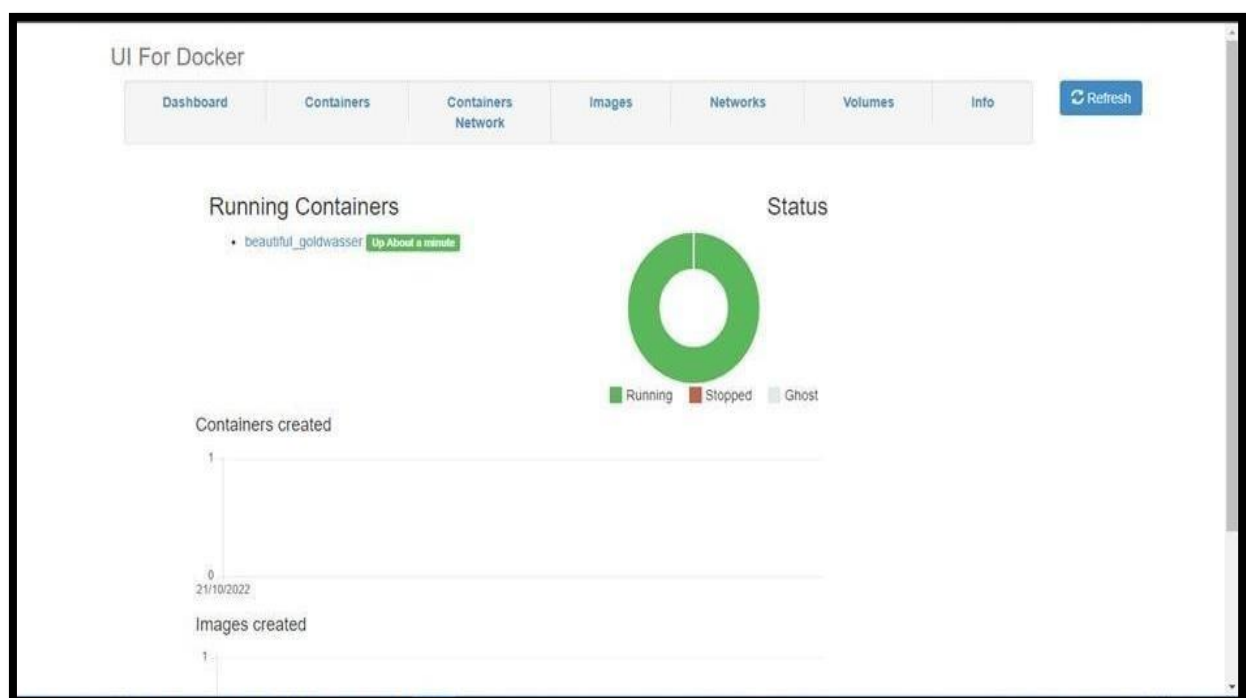 UI For Docker
Dashboard
Containers
Containers
Network
Images
Networks
Volumes
Info
Refresh
Running Containers
beautiful_goldwasser Up About a minute
Status
Running Stopped Ghost
Containers created
1
0
21/10/2022
Images created
1